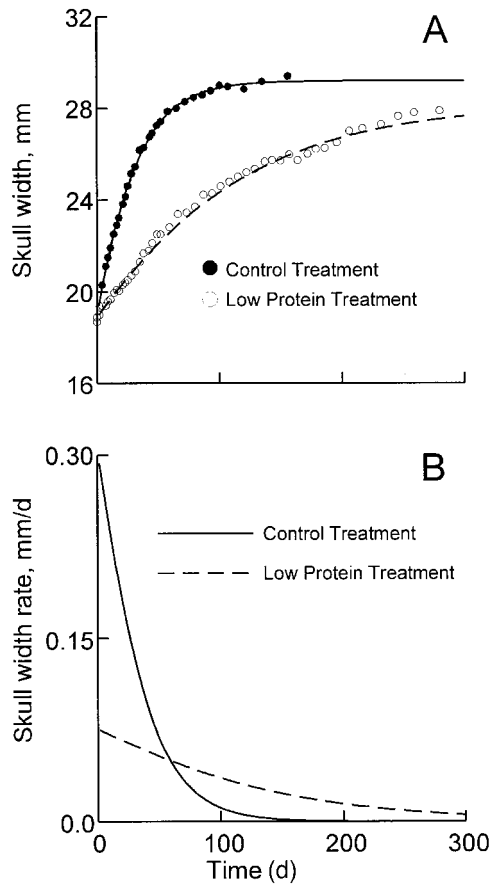 A
32
28
24
20
16
Skull width, mm
Control Treatment
Low Protein Treatment
B
0.30
0.15
0.0
Skull width rate, mm/d
Control Treatment
Low Protein Treatment
0 100 200 300
Time (d)